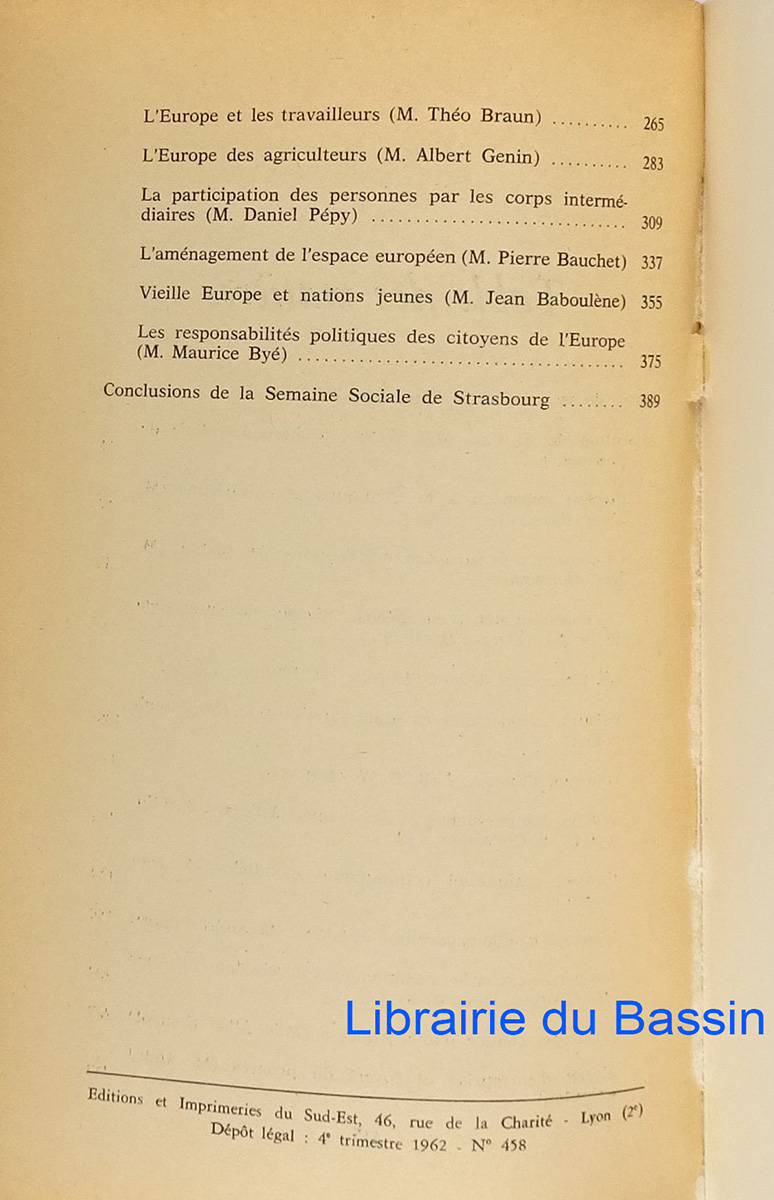 L'Europe et les travailleurs (M. Théo Braun) .......... 265
L'Europe des agriculteurs (M. Albert Genin) .......... 283
La participation des personnes par les corps intermé-
diaires (M. Daniel Pépy) ............................. 309
L'aménagement de l'espace européen (M. Pierre Bauchet) 337
Vieille Europe et nations jeunes (M. Jean Baboulène) 355
Les responsabilités politiques des citoyens de l'Europe
(M. Maurice Byé) ..................................... 375
Conclusions de la Semaine Sociale de Strasbourg ........ 389
Librairie du Bassin
Editions et Imprimeries du Sud-Est, 46, rue de la Charité - Lyon (2e)
Dépôt légal : 4e trimestre 1962 - N° 458